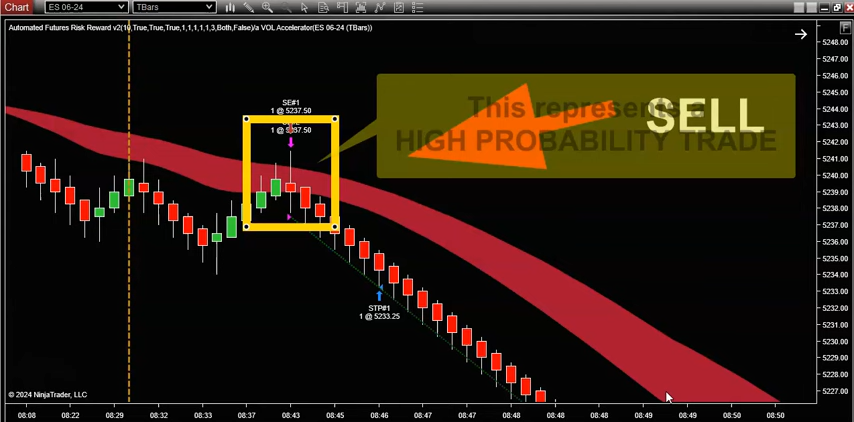 Chart
ES 06-24
TBars
Automated Futures Risk Reward v2(10,True,True,True,1,1,1,1,1,3,Both,False)/a VOL Accelerator(ES 06-24 (TBars))
F
SE#1
1 @ 5237.50
1 @ 5237.50
This represents a
HIGH PROBABILITY TRADE
SELL
STP#1
1 @ 5233.25
5248.00
5246.00
5245.00
5244.00
5243.00
5242.00
5241.00
5240.00
5239.00
5238.00
5237.00
5236.00
5235.00
5234.00
5233.00
5232.00
5231.00
5230.00
5229.00
5228.00
5227.00
© 2024 NinjaTrader, LLC
08:08
08:22
08:29
08:32
08:33
08:37
08:43
08:45
08:46
08:47
08:47
08:48
08:48
08:48
08:49
08:49
08:50
08:50